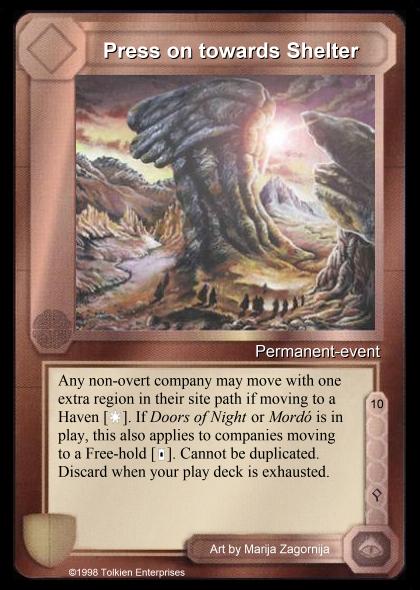 Press on towards Shelter
Permanent-event
Any non-overt company may move with one
extra region in their site path if moving to a
Haven [ ]. If Doors of Night or Mordó is in
play, this also applies to companies moving
to a Free-hold [ ]. Cannot be duplicated.
Discard when your play deck is exhausted.
10
Art by Marija Zagornija
©1998 Tolkien Enterprises